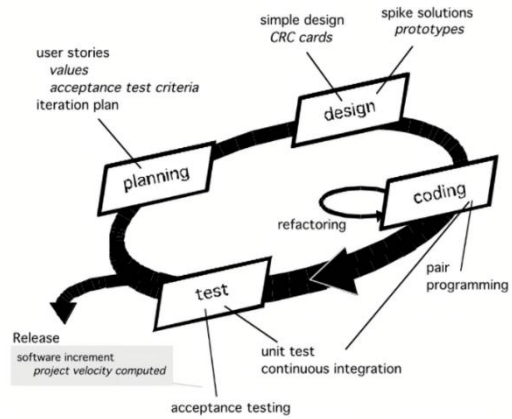 simple design
CRC cards
spike solutions
prototypes
user stories
values
acceptance test criteria
iteration plan
design
planning
coding
refactoring
test
pair
programming
Release
software increment
project velocity computed
unit test
continuous integration
acceptance testing